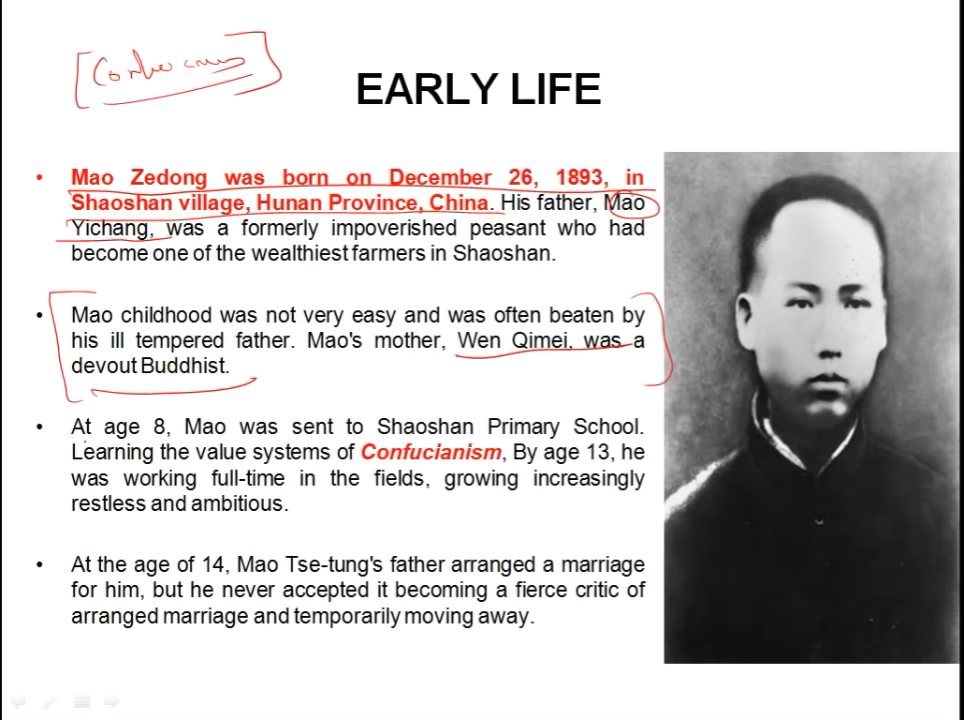 EARLY LIFE
• Mao Zedong was born on December 26, 1893, in
Shaoshan village, Hunan Province, China. His father, Mao
Yichang, was a formerly impoverished peasant who had
become one of the wealthiest farmers in Shaoshan.
• Mao childhood was not very easy and was often beaten by
his ill tempered father. Mao's mother, Wen Qimei, was a
devout Buddhist.
• At age 8, Mao was sent to Shaoshan Primary School.
Learning the value systems of Confucianism, By age 13, he
was working full-time in the fields, growing increasingly
restless and ambitious.
• At the age of 14, Mao Tse-tung's father arranged a marriage
for him, but he never accepted it becoming a fierce critic of
arranged marriage and temporarily moving away.